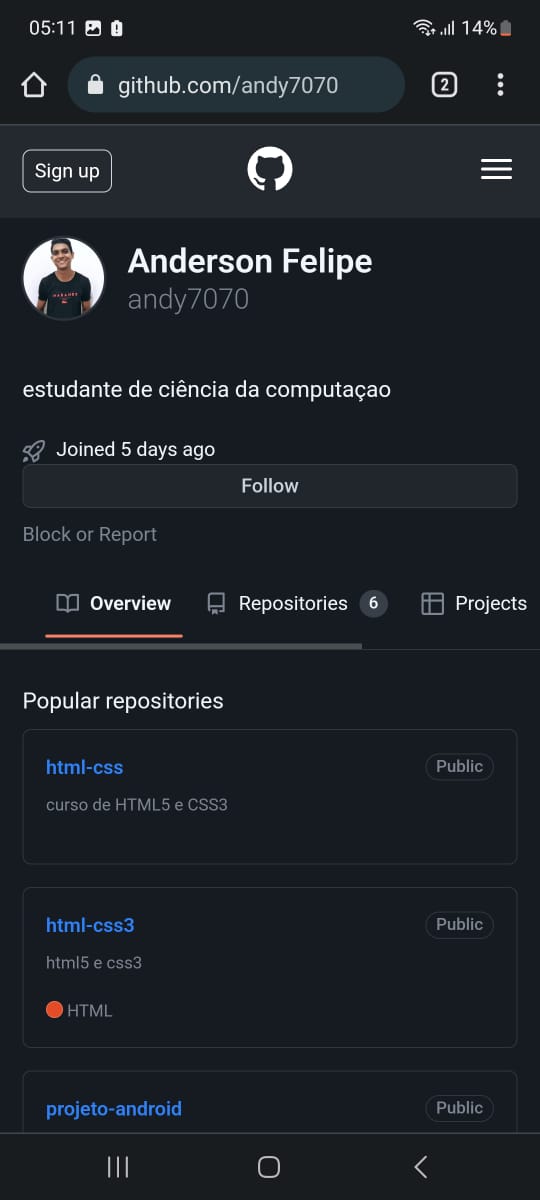 05:11 14%
github.com/andy7070 2
Sign up
Anderson Felipe
andy7070
estudante de ciência da computaçao
Joined 5 days ago
Follow
Block or Report
Overview Repositories 6 Projects
Popular repositories
html-css Public
curso de HTML5 e CSS3
html-css3 Public
html5 e css3
HTML
projeto-android Public